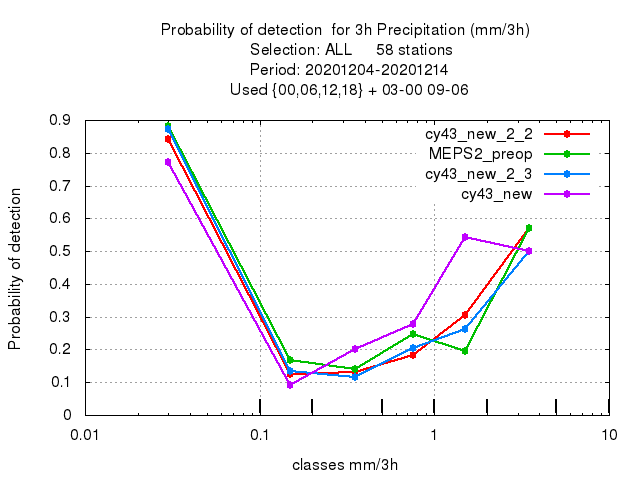 Probability of detection  for 3h Precipitation (mm/3h)
Selection: ALL     58 stations
Period: 20201204-20201214
Used {00,06,12,18} + 03-00 09-06
cy43_new_2_2
MEPS2_preop
cy43_new_2_3
cy43_new
Probability of detection
0.9
0.8
0.7
0.6
0.5
0.4
0.3
0.2
0.1
0
0.01 0.1 1 10
classes mm/3h